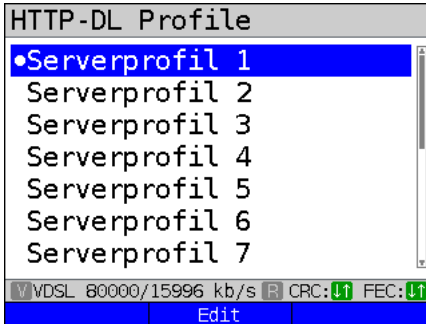 HTTP-DL Profile
•Serverprofil 1
Serverprofil 2
Serverprofil 3
Serverprofil 4
Serverprofil 5
Serverprofil 6
Serverprofil 7
V VDSL 80000/15996 kb/s R CRC:↓↑ FEC:↓↑
Edit